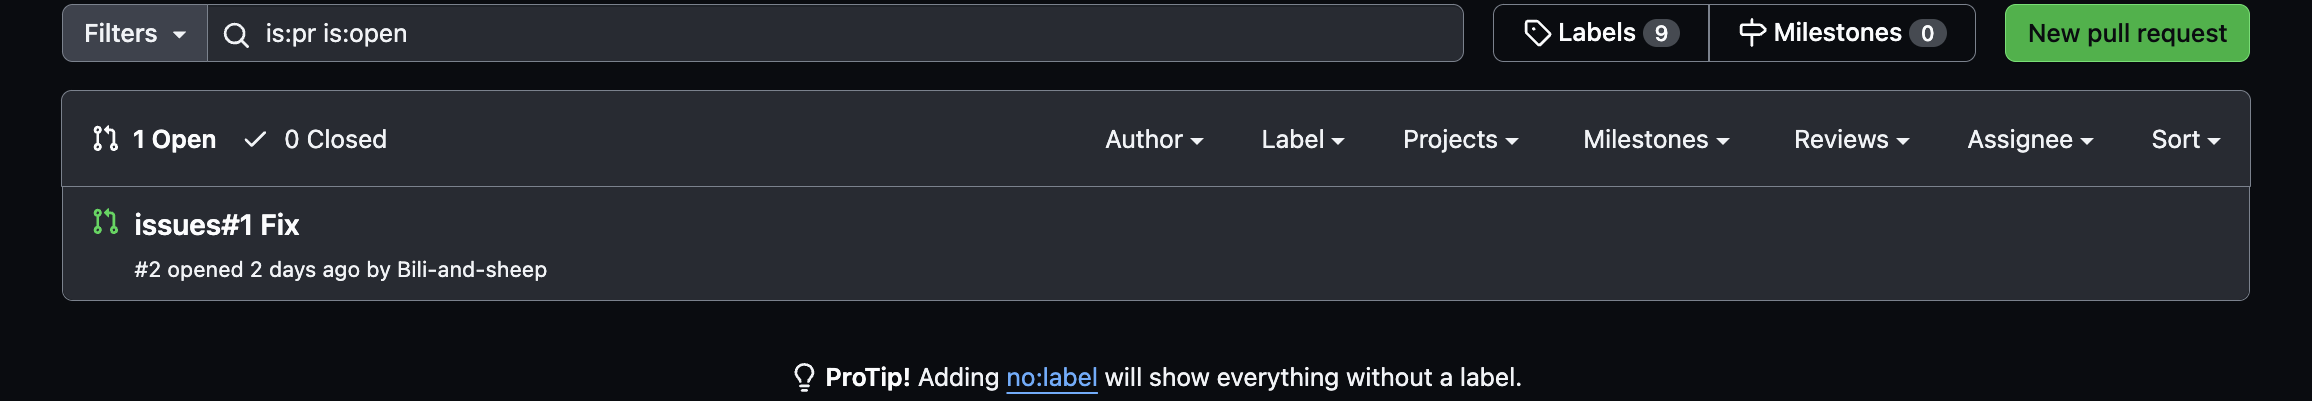 Filters is:pr is:open Labels 9 Milestones 0 New pull request
1 Open 0 Closed Author Label Projects Milestones Reviews Assignee Sort
issues#1 Fix
#2 opened 2 days ago by Bili-and-sheep
ProTip! Adding no:label will show everything without a label.